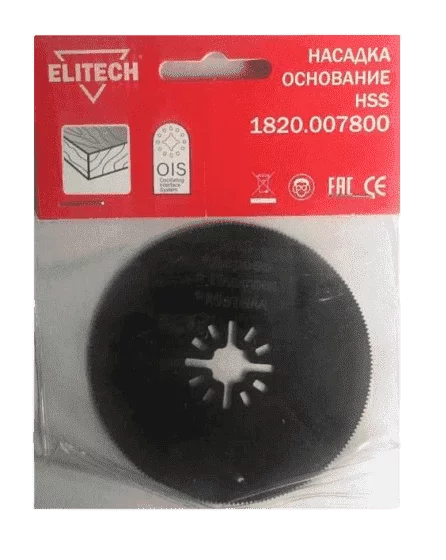 ELITECH
НАСАДКА
ОСНОВАНИЕ
HSS
1820.007800
OIS
Oscillating
Interface
System
EAC CE